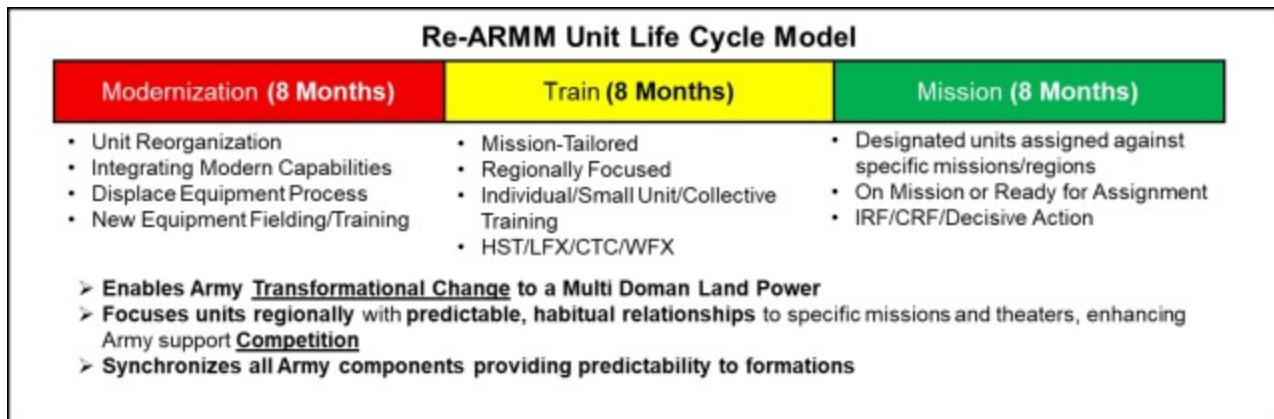 Re-ARMM Unit Life Cycle Model
Modernization (8 Months)
Train (8 Months)
Mission (8 Months)
• Unit Reorganization
• Integrating Modern Capabilities
• Displace Equipment Process
• New Equipment Fielding/Training
• Mission-Tailored
• Regionally Focused
• Individual/Small Unit/Collective
Training
• HST/LFX/CTC/WFX
• Designated units assigned against
specific missions/regions
• On Mission or Ready for Assignment
• IRF/CRF/Decisive Action
➢ Enables Army Transformational Change to a Multi Doman Land Power
➢ Focuses units regionally with predictable, habitual relationships to specific missions and theaters, enhancing
Army support Competition
➢ Synchronizes all Army components providing predictability to formations